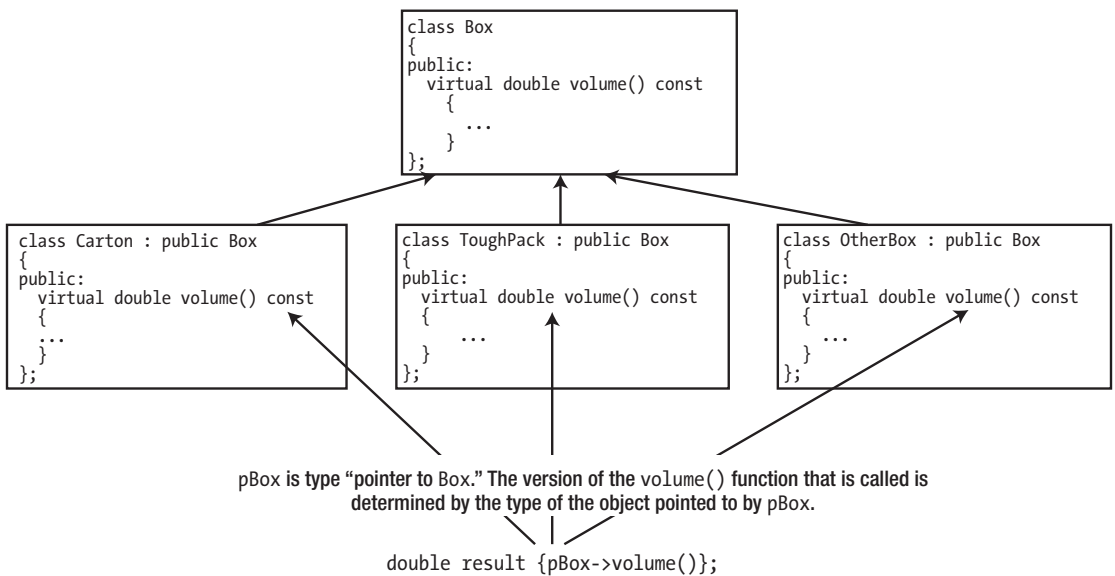 class Box
{
public:
virtual double volume() const
{
...
}
};
class Carton : public Box
{
public:
virtual double volume() const
{
...
}
};
class ToughPack : public Box
{
public:
virtual double volume() const
{
...
}
};
class OtherBox : public Box
{
public:
virtual double volume() const
{
...
}
};
pBox is type “pointer to Box.” The version of the volume() function that is called is
determined by the type of the object pointed to by pBox.
double result {pBox->volume()};